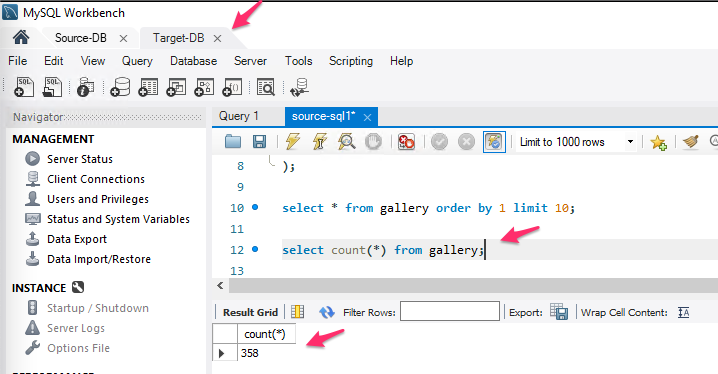 MySQL Workbench
Source-DB Target-DB
File Edit View Query Database Server Tools Scripting Help
SQL SQL
Navigator
Query 1 source-sql1*
MANAGEMENT
Server Status
Client Connections
Users and Privileges
Status and System Variables
Data Export
Data Import/Restore
INSTANCE
Startup / Shutdown
Server Logs
Options File
Limit to 1000 rows
8 );
9
10 select * from gallery order by 1 limit 10;
11
12 select count(*) from gallery;
13
Result Grid Filter Rows: Export: Wrap Cell Content: IA
count(*)
358